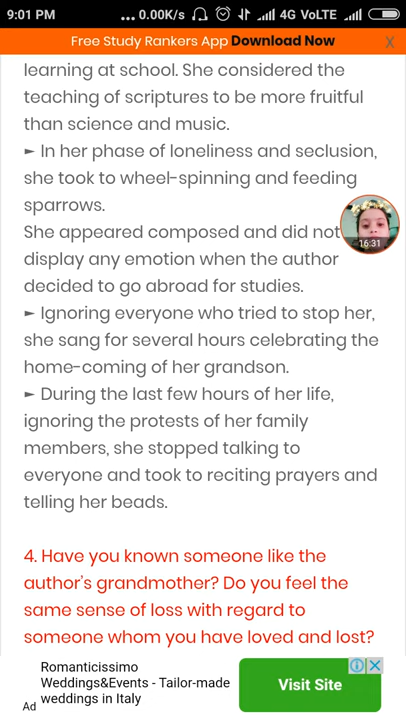 9:01 PM ... 0.00K/s 4G VoLTE
Free Study Rankers App Download Now X
learning at school. She considered the
teaching of scriptures to be more fruitful
than science and music.
► In her phase of loneliness and seclusion,
she took to wheel-spinning and feeding
sparrows.
She appeared composed and did not
display any emotion when the author
16:31
decided to go abroad for studies.
► Ignoring everyone who tried to stop her,
she sang for several hours celebrating the
home-coming of her grandson.
► During the last few hours of her life,
ignoring the protests of her family
members, she stopped talking to
everyone and took to reciting prayers and
telling her beads.
4. Have you known someone like the
author's grandmother? Do you feel the
same sense of loss with regard to
someone whom you have loved and lost?
Romanticissimo
Weddings&Events - Tailor-made
weddings in Italy
Ad
Visit Site